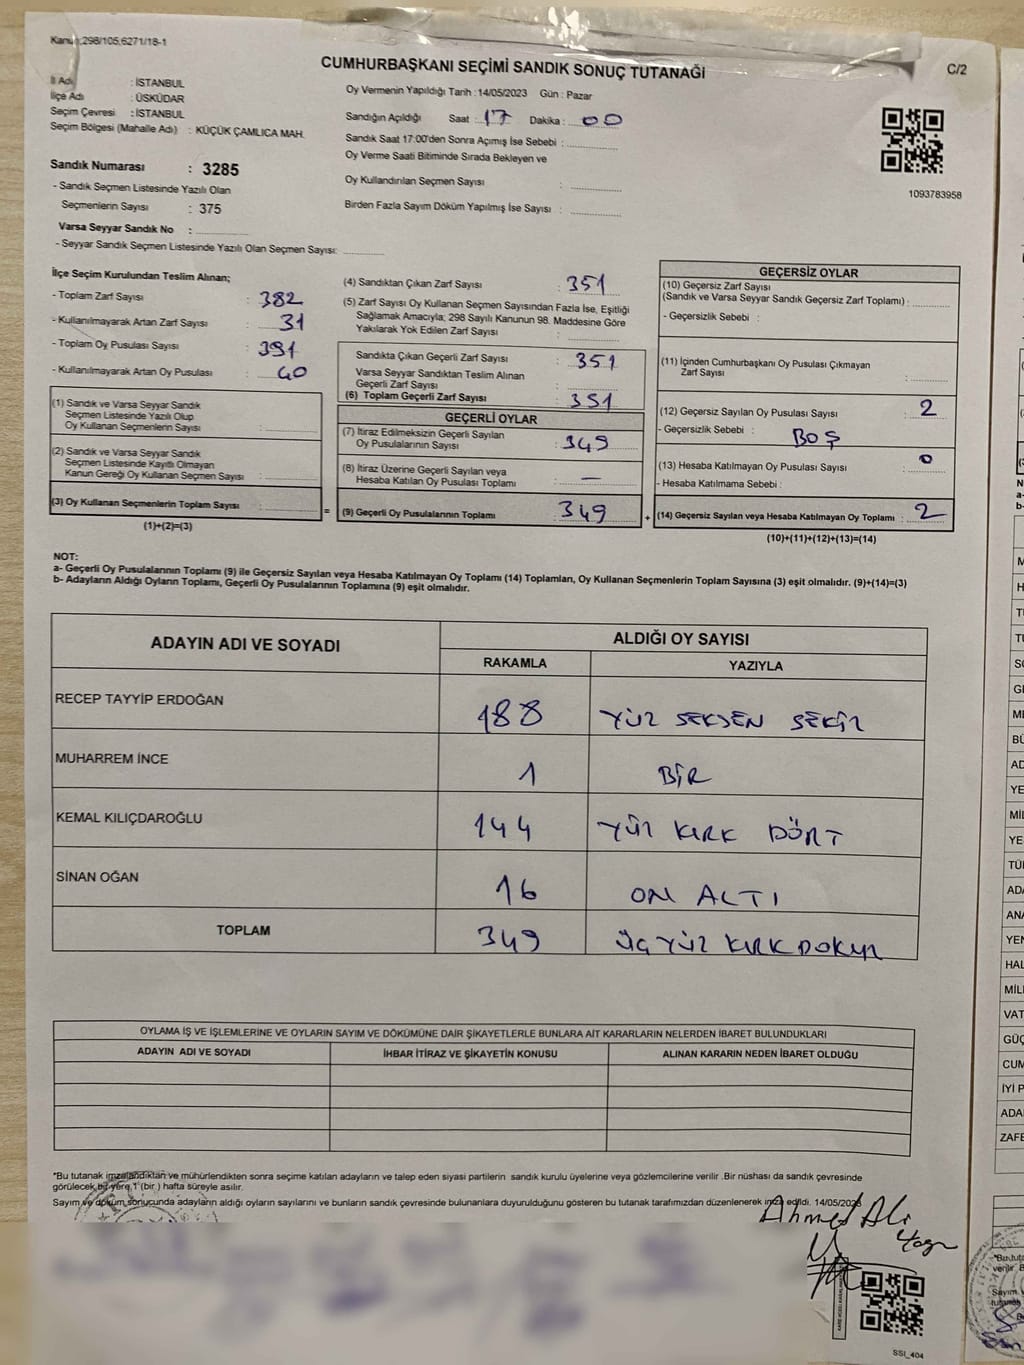 Kanun:298/105,6271/18-1
C/2
CUMHURBAŞKANI SEÇİMİ SANDIK SONUÇ TUTANAĞI
İl Adı : İSTANBUL
İlçe Adı : ÜSKÜDAR
Seçim Çevresi : İSTANBUL
Seçim Bölgesi (Mahalle Adı) : KÜÇÜK ÇAMLICA MAH.
Sandık Numarası : 3285
- Sandık Seçmen Listesinde Yazılı Olan
Seçmenlerin Sayısı : 375
Varsa Seyyar Sandık No :
- Seyyar Sandık Seçmen Listesinde Yazılı Olan Seçmen Sayısı:
Oy Vermenin Yapıldığı Tarih : 14/05/2023 Gün : Pazar
Sandığın Açıldığı Saat : 17 Dakika : 00
Sandık Saat 17:00'den Sonra Açımış İse Sebebi :
Oy Verme Saati Bitiminde Sırada Bekleyen ve
Oy Kullandırılan Seçmen Sayısı :
Birden Fazla Sayım Döküm Yapılmış İse Sayısı :
1093783958
İlçe Seçim Kurulundan Teslim Alınan;
- Toplam Zarf Sayısı : 382
- Kullanılmayarak Artan Zarf Sayısı : 31
- Toplam Oy Pusulası Sayısı : 391
- Kullanılmayarak Artan Oy Pusulası : 40
(1) Sandık ve Varsa Seyyar Sandık
Seçmen Listesinde Yazılı Olup
Oy Kullanan Seçmenlerin Sayısı :
(2) Sandık ve Varsa Seyyar Sandık
Seçmen Listesinde Kayıtlı Olmayan
Kanun Gereği Oy Kullanan Seçmen Sayısı :
(3) Oy Kullanan Seçmenlerin Toplam Sayısı :
(1)+(2)=(3)
=
(4) Sandıktan Çıkan Zarf Sayısı : 351
(5) Zarf Sayısı Oy Kullanan Seçmen Sayısından Fazla İse, Eşitliği
Sağlamak Amacıyla; 298 Sayılı Kanunun 98. Maddesine Göre
Yakılarak Yok Edilen Zarf Sayısı :
Sandıkta Çıkan Geçerli Zarf Sayısı : 351
Varsa Seyyar Sandıktan Teslim Alınan
Geçerli Zarf Sayısı :
(6) Toplam Geçerli Zarf Sayısı : 351
GEÇERLİ OYLAR
(7) İtiraz Edilmeksizin Geçerli Sayılan
Oy Pusulalarının Sayısı : 349
(8) İtiraz Üzerine Geçerli Sayılan veya
Hesaba Katılan Oy Pusulası Toplamı : —
(9) Geçerli Oy Pusulalarının Toplamı : 349
+
GEÇERSİZ OYLAR
(10) Geçersiz Zarf Sayısı
(Sandık ve Varsa Seyyar Sandık Geçersiz Zarf Toplamı) :
- Geçersizlik Sebebi :
(11) İçinden Cumhurbaşkanı Oy Pusulası Çıkmayan
Zarf Sayısı :
(12) Geçersiz Sayılan Oy Pusulası Sayısı : 2
- Geçersizlik Sebebi : BOŞ
(13) Hesaba Katılmayan Oy Pusulası Sayısı : 0
- Hesaba Katılmama Sebebi :
(14) Geçersiz Sayılan veya Hesaba Katılmayan Oy Toplamı : 2
(10)+(11)+(12)+(13)=(14)
NOT:
a- Geçerli Oy Pusulalarının Toplamı (9) ile Geçersiz Sayılan veya Hesaba Katılmayan Oy Toplamı (14) Toplamları, Oy Kullanan Seçmenlerin Toplam Sayısına (3) eşit olmalıdır. (9)+(14)=(3)
b- Adayların Aldığı Oyların Toplamı, Geçerli Oy Pusulalarının Toplamına (9) eşit olmalıdır.
ADAYIN ADI VE SOYADI
ALDIĞI OY SAYISI
RAKAMLA YAZIYLA
RECEP TAYYİP ERDOĞAN 188 YÜZ SEKSEN SEKİZ
MUHARREM İNCE 1 BİR
KEMAL KILIÇDAROĞLU 144 YÜZ KIRK DÖRT
SİNAN OĞAN 16 ON ALTI
TOPLAM 349 ÜÇYÜZ KIRK DOKUZ
OYLAMA İŞ VE İŞLEMLERİNE VE OYLARIN SAYIM VE DÖKÜMÜNE DAİR ŞİKAYETLERLE BUNLARA AİT KARARLARIN NELERDEN İBARET BULUNDUKLARI
ADAYIN ADI VE SOYADI İHBAR İTİRAZ VE ŞİKAYETİN KONUSU ALINAN KARARIN NEDEN İBARET OLDUĞU
"Bu tutanak imzalandıktan ve mühürlendikten sonra seçime katılan adayların ve talep eden siyasi partilerin sandık kurulu üyelerine veya gözlemcilerine verilir .Bir nüshası da sandık çevresinde
görülecek bir yere 1 (bir ) hafta süreyle asılır.
Sayım ve döküm sonucunda adayların aldığı oyların sayılarını ve bunların sandık çevresinde bulunanlara duyurulduğunu gösteren bu tutanak tarafımızdan düzenlenerek imza edildi. 14/05/2023
Ahmed Ali
SSI_404
YE
MİL
YE
TÜ
ADA
ANA
YEN
HAL
MİLL
VAT
GÜÇ
CUM
İYİ P
ADA
ZAFE